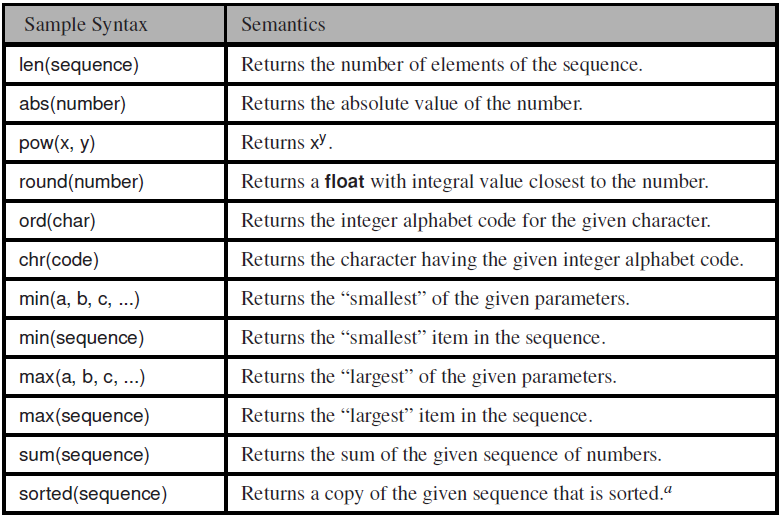 Sample Syntax Semantics
len(sequence) Returns the number of elements of the sequence.
abs(number) Returns the absolute value of the number.
pow(x, y) Returns xʸ.
round(number) Returns a float with integral value closest to the number.
ord(char) Returns the integer alphabet code for the given character.
chr(code) Returns the character having the given integer alphabet code.
min(a, b, c, ...) Returns the “smallest” of the given parameters.
min(sequence) Returns the “smallest” item in the sequence.
max(a, b, c, ...) Returns the “largest” of the given parameters.
max(sequence) Returns the “largest” item in the sequence.
sum(sequence) Returns the sum of the given sequence of numbers.
sorted(sequence) Returns a copy of the given sequence that is sorted.ᵃ